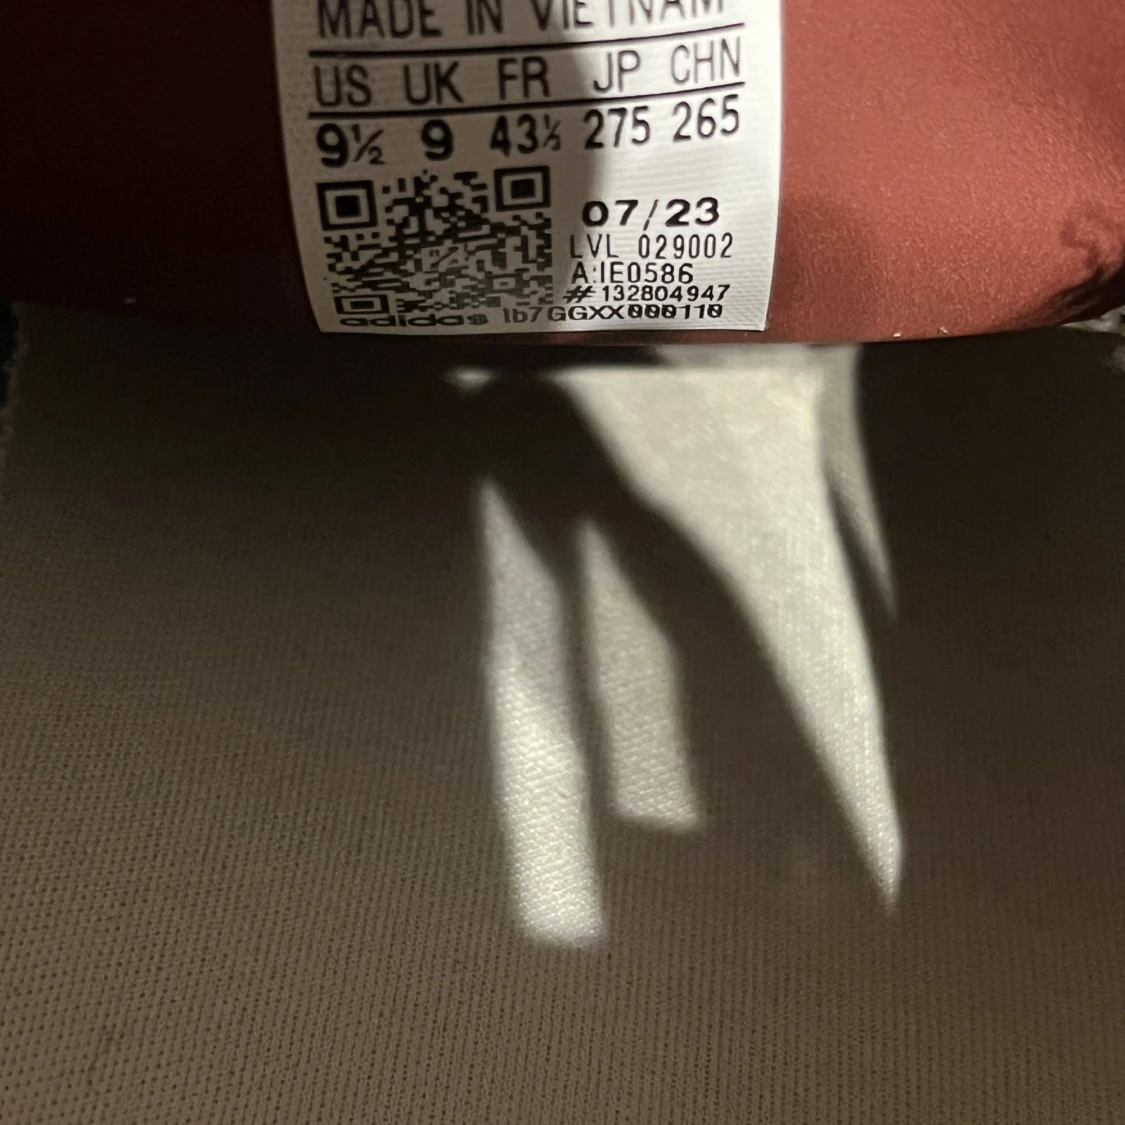 MADE IN VIETNAM
US UK FR JP CHN
9½ 9 43⅓ 275 265
07/23
LVL 029002
A:IE0586
# 132804947
adidas lb7GGXX000110